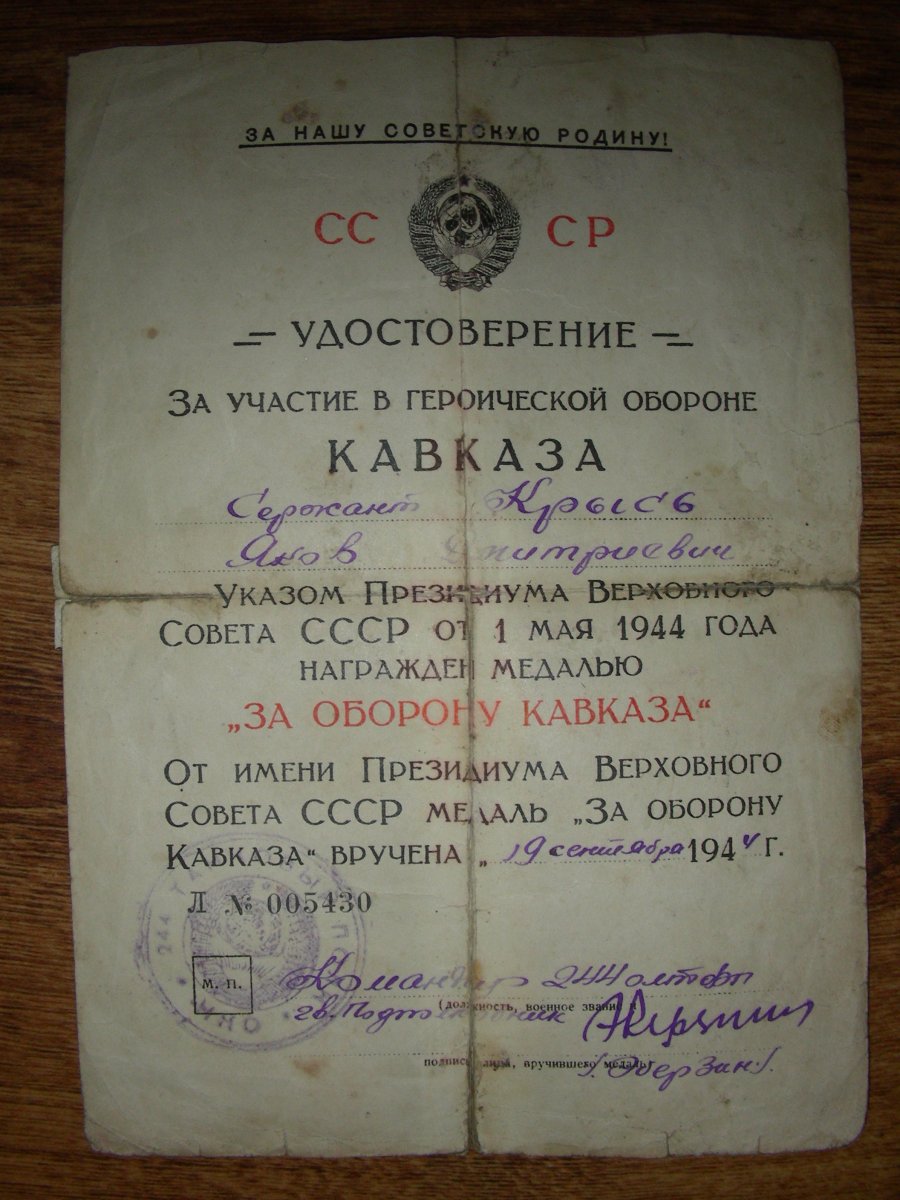 ЗА НАШУ СОВЕТСКУЮ РОДИНУ!
СС СР
УДОСТОВЕРЕНИЕ
ЗА УЧАСТИЕ В ГЕРОИЧЕСКОЙ ОБОРОНЕ
КАВКАЗА
Сержант Крысь
Яков Дмитриевич
УКАЗОМ ПРЕЗИДИУМА ВЕРХОВНОГО
СОВЕТА СССР ОТ 1 МАЯ 1944 ГОДА
НАГРАЖДЕН МЕДАЛЬЮ
„ЗА ОБОРОНУ КАВКАЗА“
ОТ ИМЕНИ ПРЕЗИДИУМА ВЕРХОВНОГО
СОВЕТА СССР МЕДАЛЬ „ЗА ОБОРОНУ
КАВКАЗА“ ВРУЧЕНА „ 19 сентября 1944 Г.
Л № 005430
М. П.
Командир 244
(должность, военное звание)
гв. Подполковник
подпись лица, вручившего медаль)